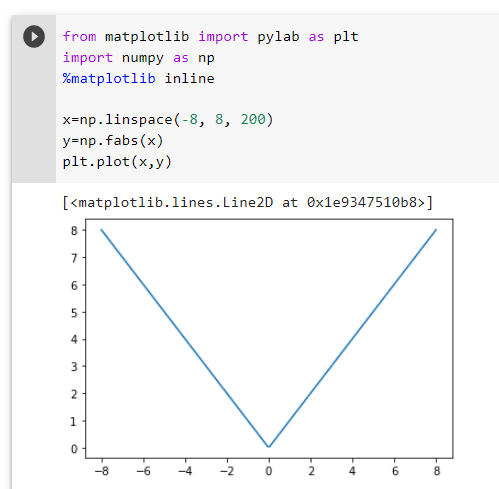 from matplotlib import pylab as plt
import numpy as np
%matplotlib inline
x=np.linspace(-8, 8, 200)
y=np.fabs(x)
plt.plot(x,y)
[<matplotlib.lines.Line2D at 0x1e9347510b8>]
8
7
6
5
4
3
2
1
0
−8 −6 −4 −2 0 2 4 6 8